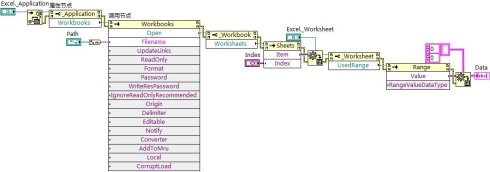 Excel_Application
属性节点
_Application
Workbooks
调用节点
Workbooks
Open
Filename
UpdateLinks
ReadOnly
Format
Password
WriteResPassword
IgnoreReadOnlyRecommended
Origin
Delimiter
Editable
Notify
Converter
AddToMru
Local
CorruptLoad
Path
_Workbook
Worksheets
Excel_Worksheet
Sheets
Item
Index
Index
_Worksheet
UsedRange
Range
Value
RangeValueDataType
Data